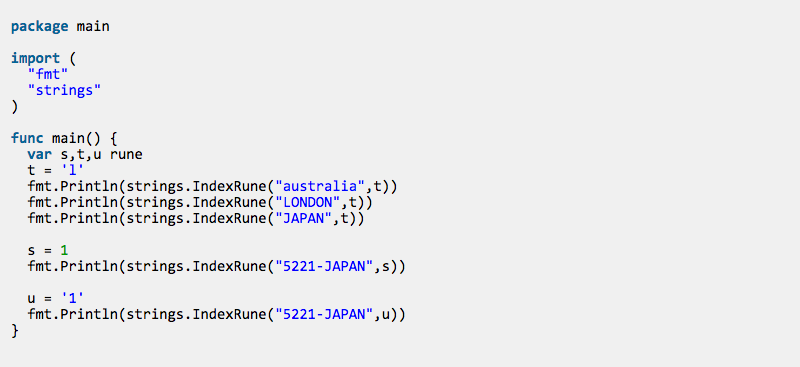 package main
import (
"fmt"
"strings"
)
func main() {
var s,t,u rune
t = 'l'
fmt.Println(strings.IndexRune("australia",t))
fmt.Println(strings.IndexRune("LONDON",t))
fmt.Println(strings.IndexRune("JAPAN",t))
s = 1
fmt.Println(strings.IndexRune("5221-JAPAN",s))
u = '1'
fmt.Println(strings.IndexRune("5221-JAPAN",u))
}